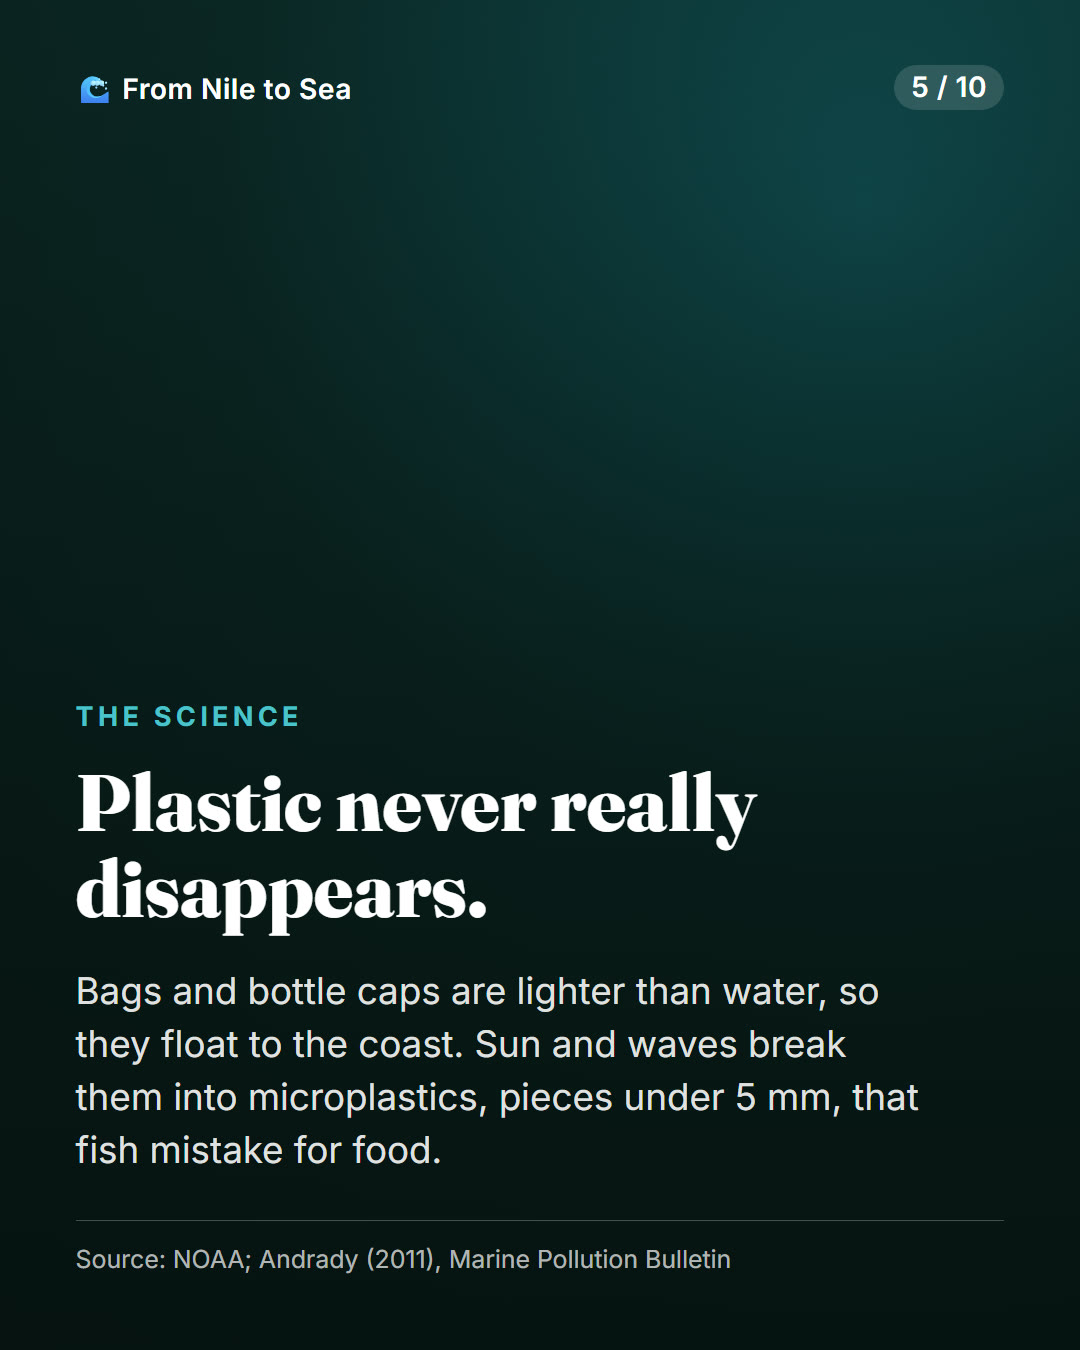 🌊 From Nile to Sea
5 / 10
THE SCIENCE
Plastic never really
disappears.
Bags and bottle caps are lighter than water, so
they float to the coast. Sun and waves break
them into microplastics, pieces under 5 mm, that
fish mistake for food.
Source: NOAA; Andrady (2011), Marine Pollution Bulletin